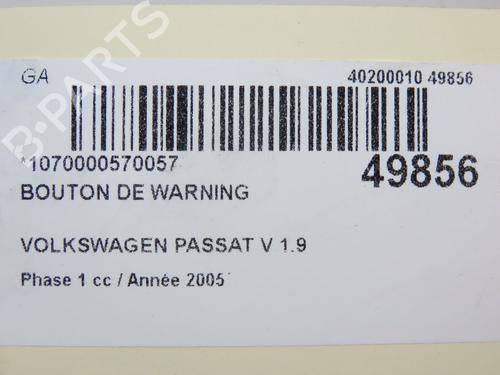 GA
40200010 49856
*1070000570057
49856
BOUTON DE WARNING
VOLKSWAGEN PASSAT V 1.9
Phase 1 cc / Année 2005
B-PARTS